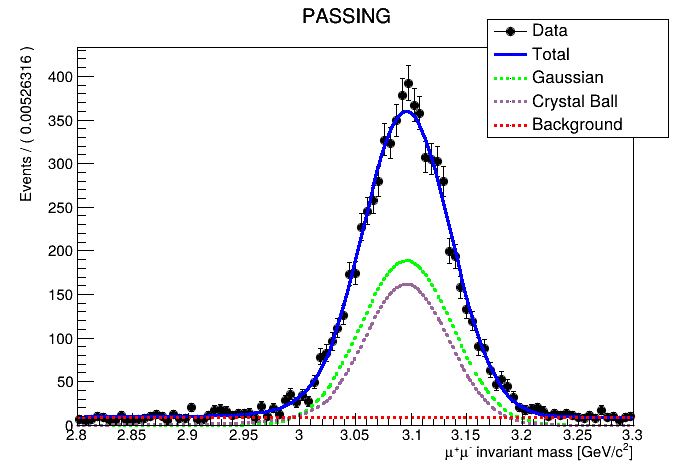 PASSING
Data
Total
Gaussian
Crystal Ball
Background
Events / ( 0.00526316 )
400
350
300
250
200
150
100
50
0
2.8 2.85 2.9 2.95 3 3.05 3.1 3.15 3.2 3.25 3.3
μ⁺μ⁻ invariant mass [GeV/c²]